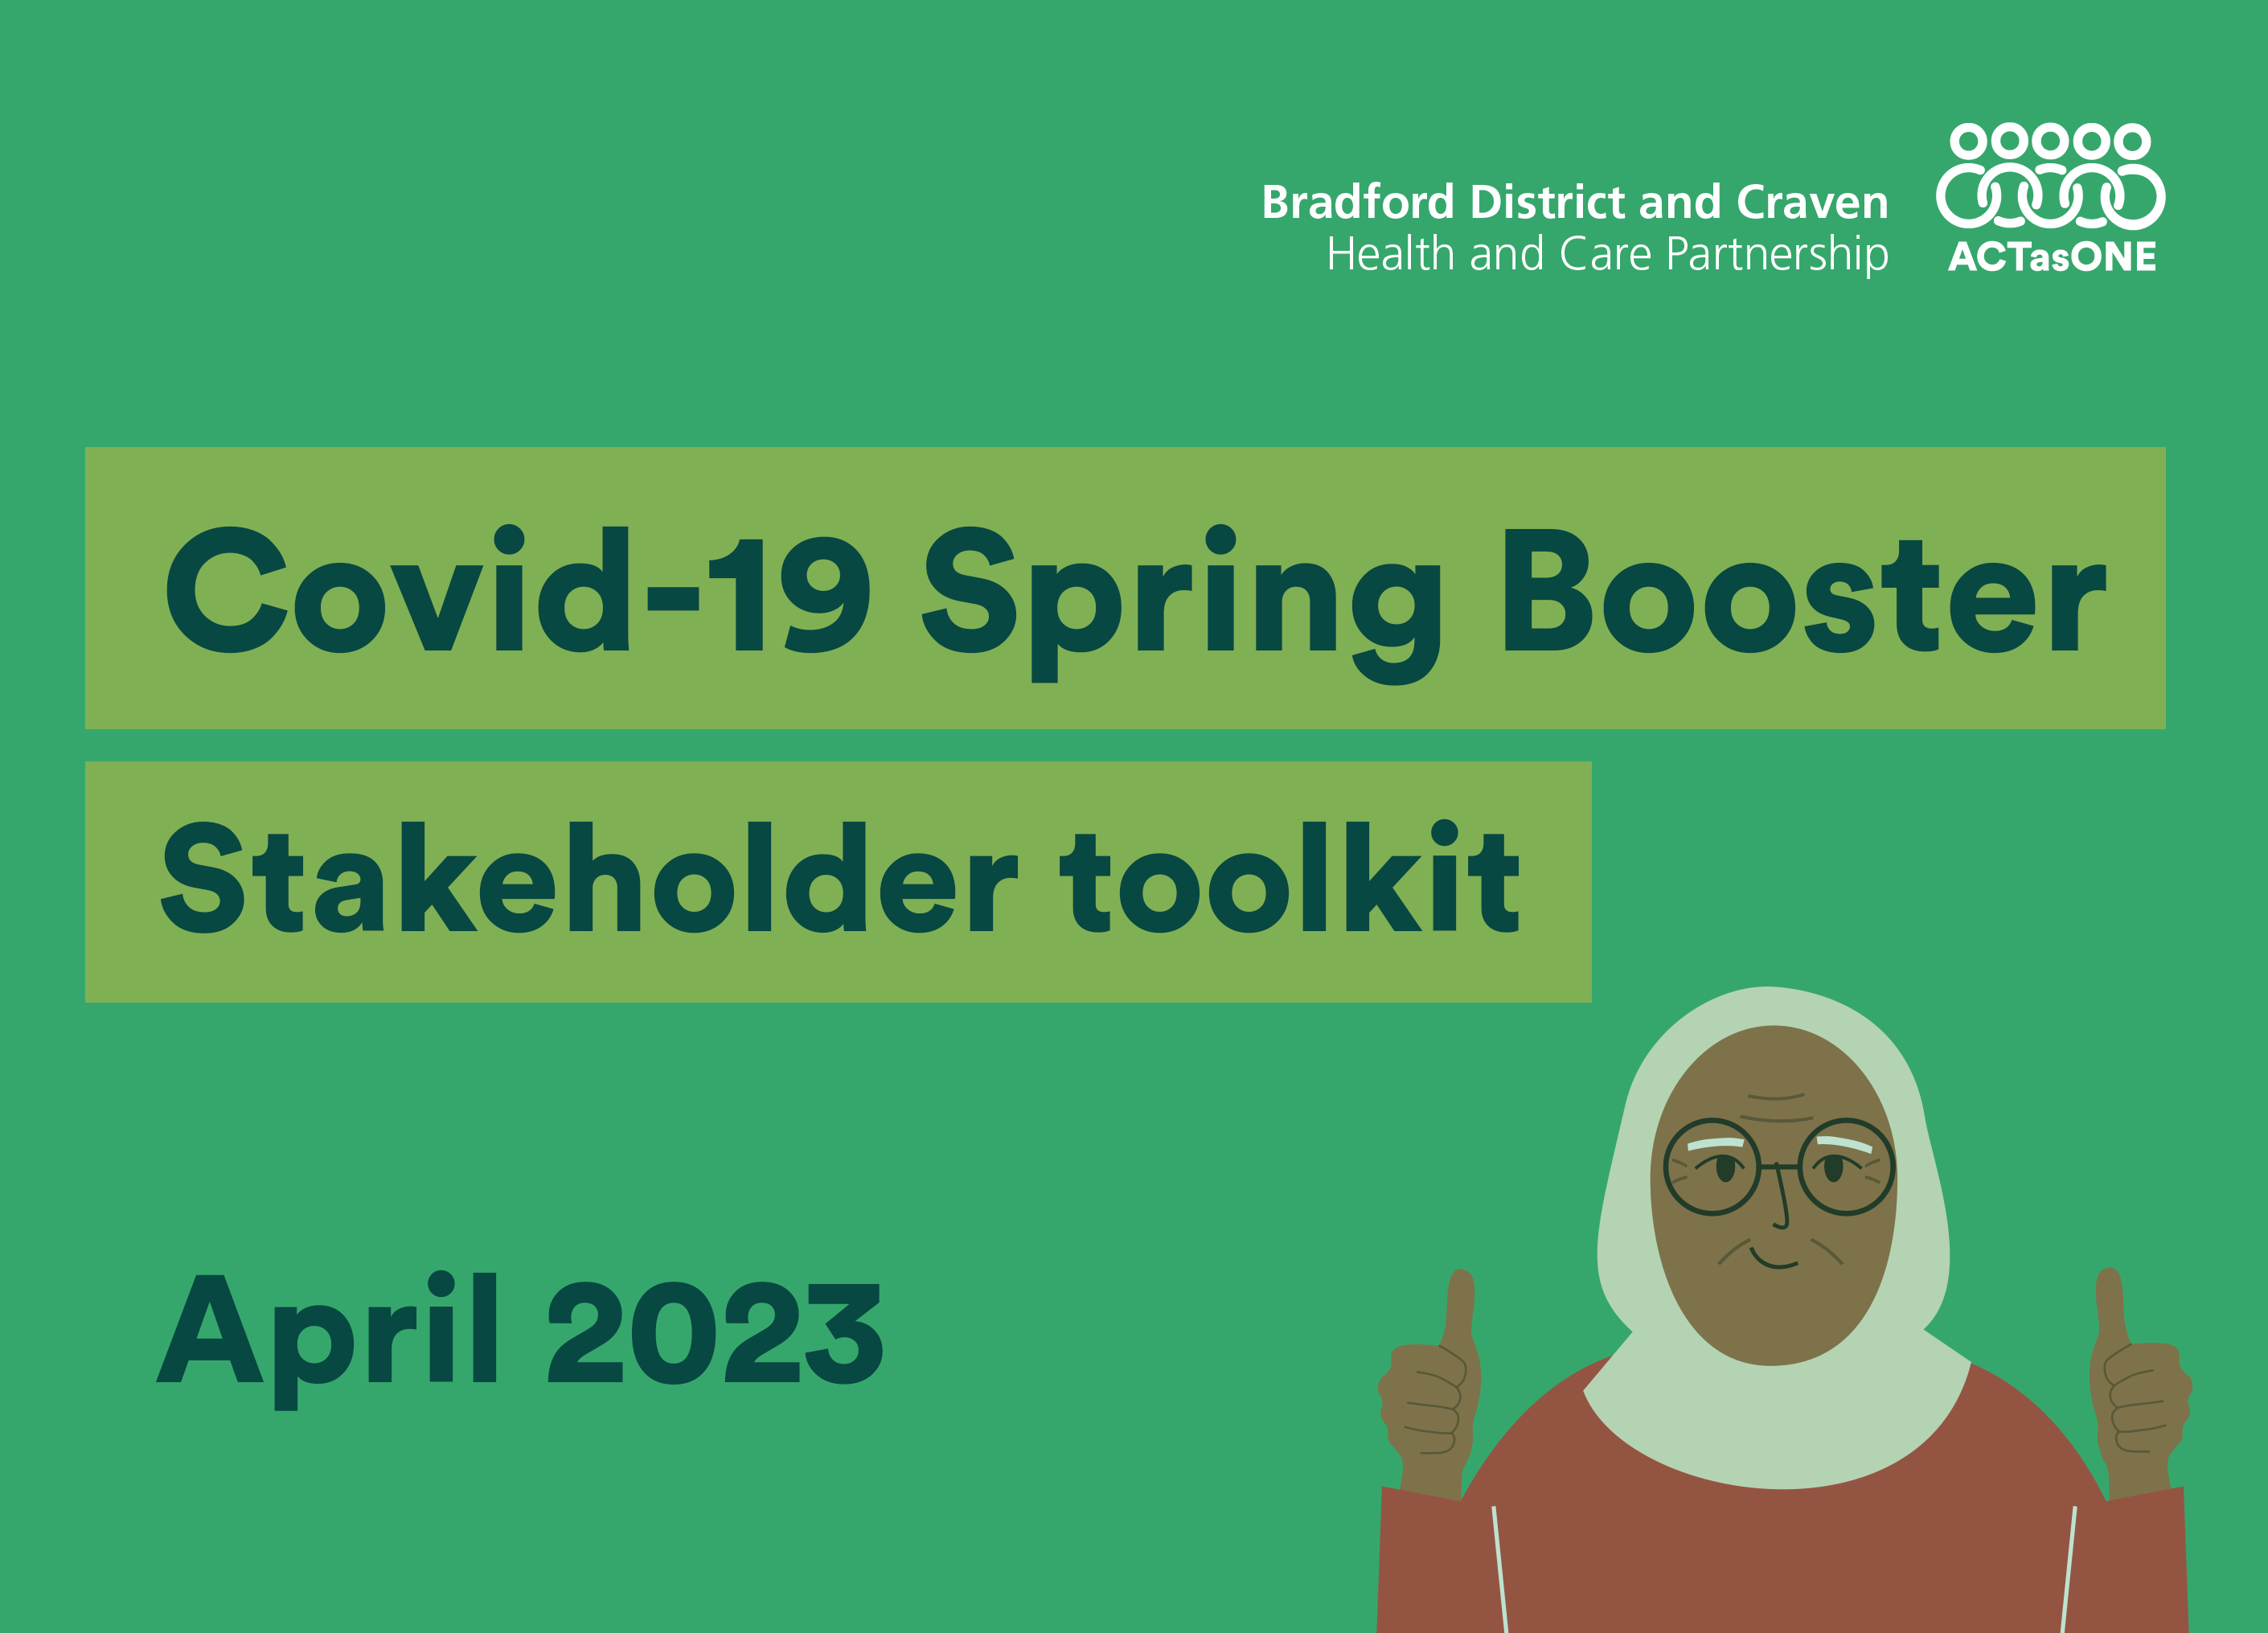 Bradford District and Craven
Health and Care Partnership
ACTasONE
Covid-19 Spring Booster
Stakeholder toolkit
April 2023